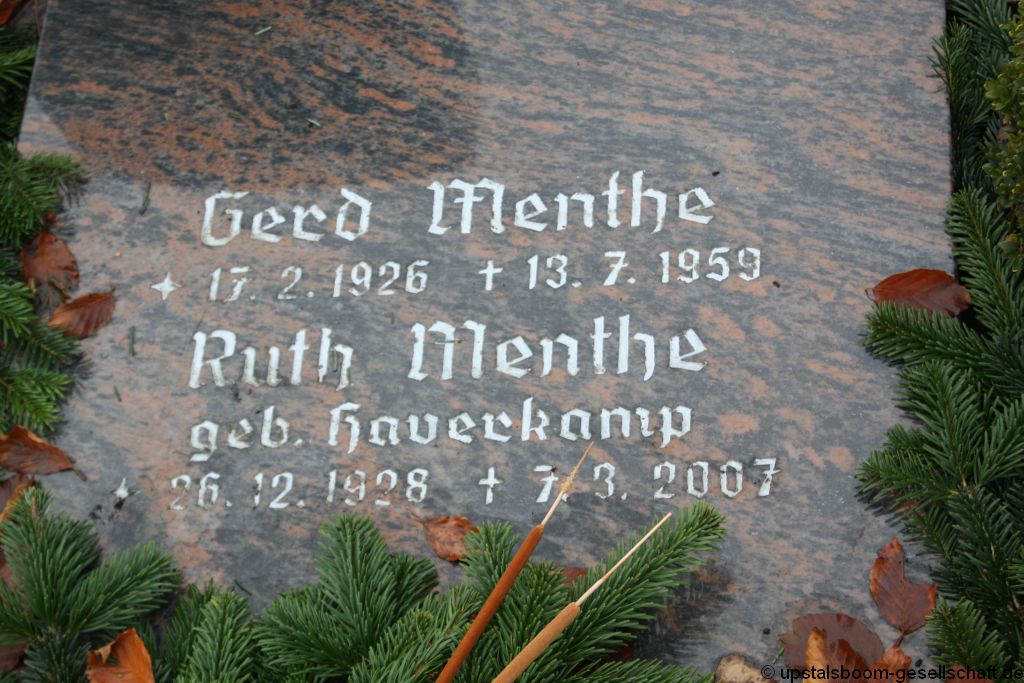 Gerd Menthe
17. 2. 1926 † 13. 7. 1959
Ruth Menthe
geb. Haverkamp
26. 12. 1928 † 7. 3. 2007
© upstalsboom-gesellschaft.de